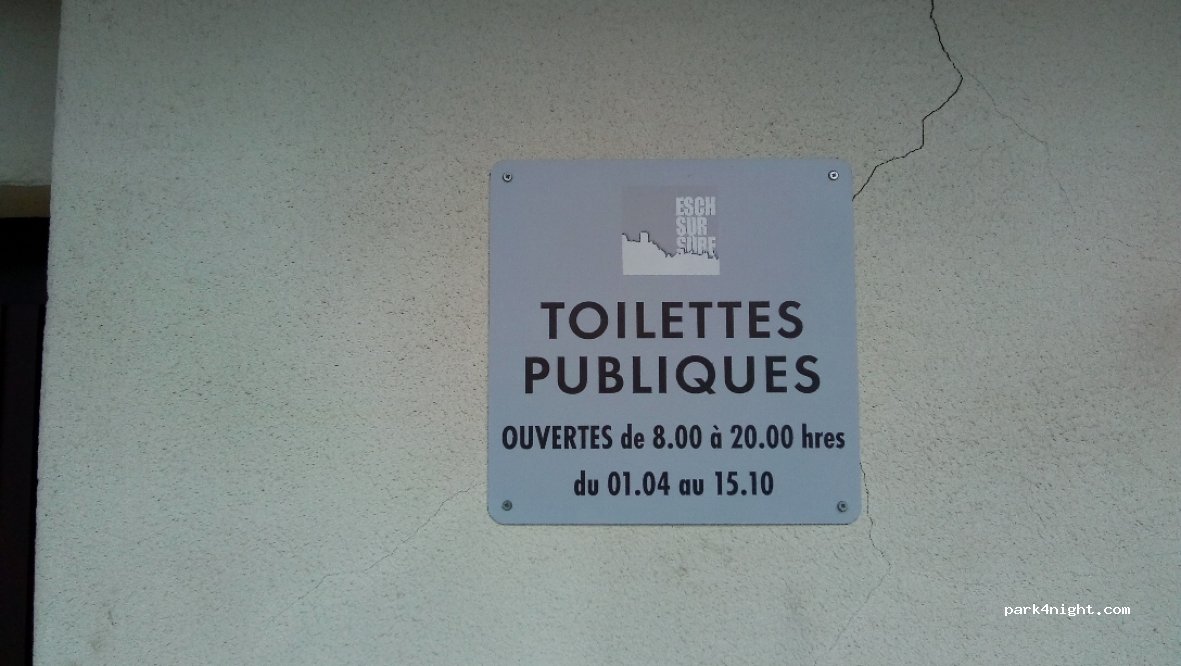 ESCH
SUR
SURE
TOILETTES
PUBLIQUES
OUVERTES de 8.00 à 20.00 hres
du 01.04 au 15.10
park4night.com